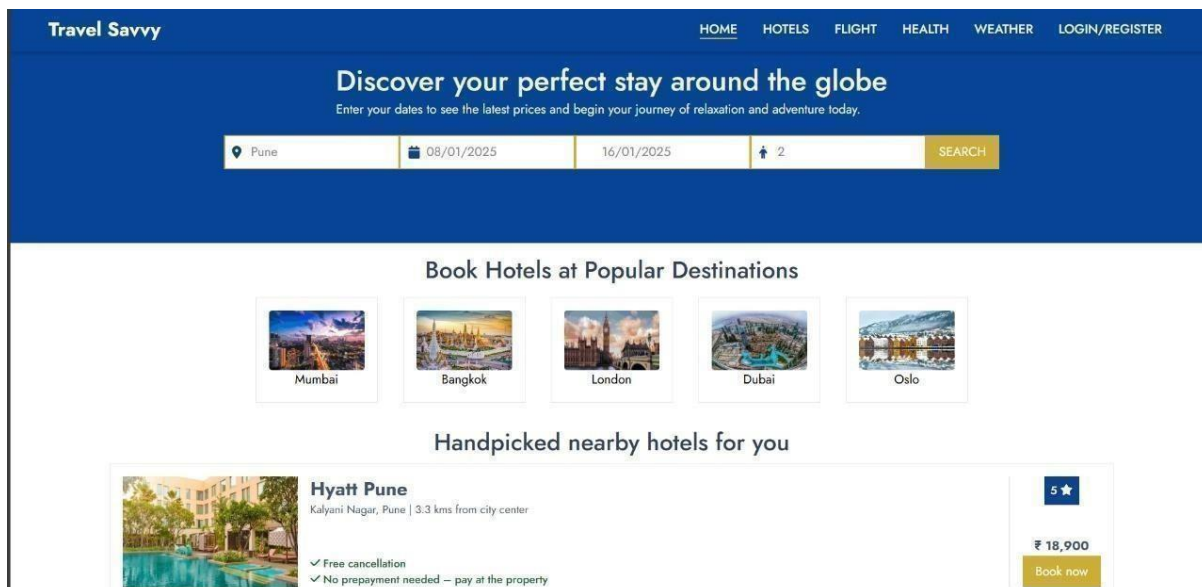 Travel Savvy
HOME HOTELS FLIGHT HEALTH WEATHER LOGIN/REGISTER
Discover your perfect stay around the globe
Enter your dates to see the latest prices and begin your journey of relaxation and adventure today.
Pune 08/01/2025 16/01/2025 2 SEARCH
Book Hotels at Popular Destinations
Mumbai Bangkok London Dubai Oslo
Handpicked nearby hotels for you
Hyatt Pune
5
Kalyani Nagar, Pune | 3.3 kms from city center
₹ 18,900
✓ Free cancellation
Book now
✓ No prepayment needed – pay at the property